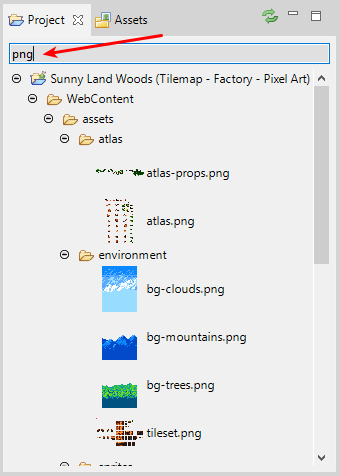 Project Assets
png
Sunny Land Woods (Tilemap - Factory - Pixel Art)
WebContent
assets
atlas
atlas-props.png
atlas.png
environment
bg-clouds.png
bg-mountains.png
bg-trees.png
tileset.png